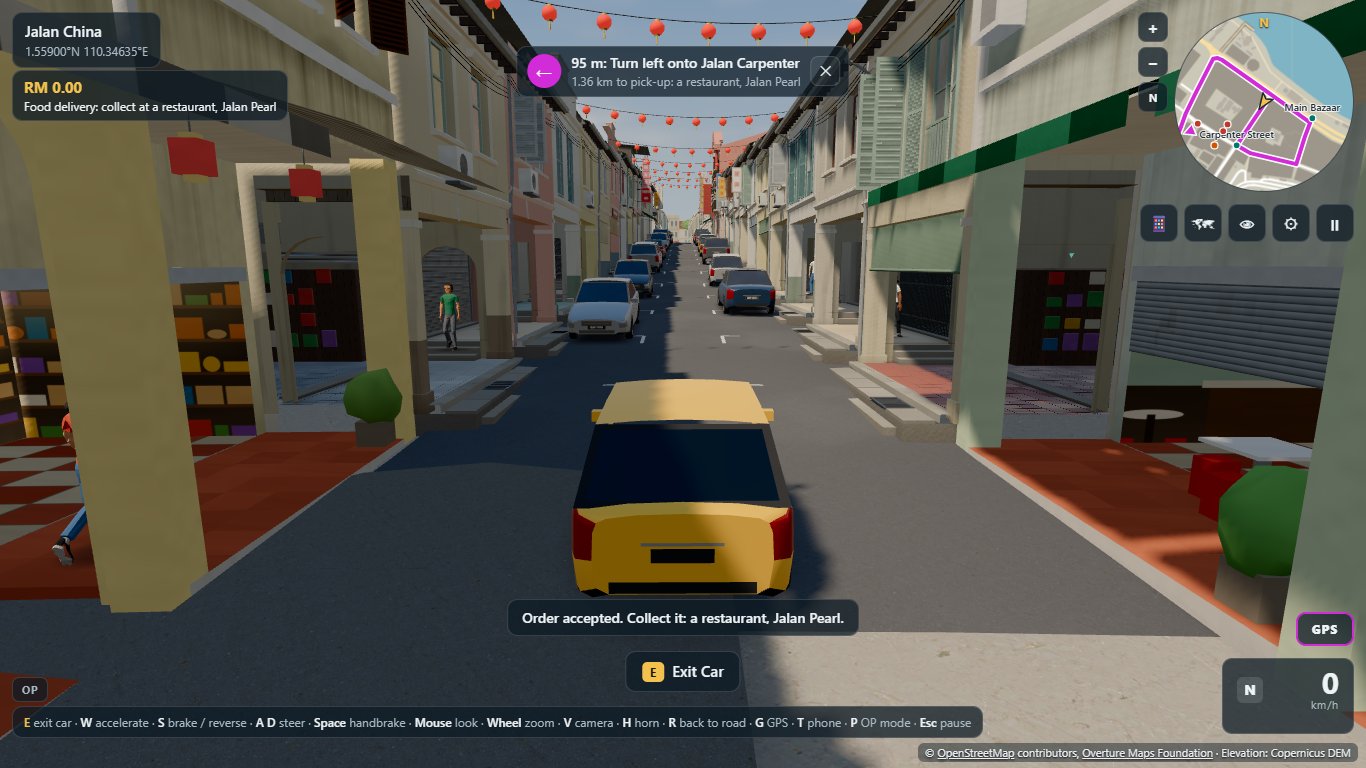 Jalan China
1.55900°N 110.34635°E
RM 0.00
Food delivery: collect at a restaurant, Jalan Pearl
95 m: Turn left onto Jalan Carpenter
1.36 km to pick-up: a restaurant, Jalan Pearl
+
−
N
N
Main Bazaar
Carpenter Street
Order accepted. Collect it: a restaurant, Jalan Pearl.
E Exit Car
GPS
OP
N
0
km/h
E exit car · W accelerate · S brake / reverse · A D steer · Space handbrake · Mouse look · Wheel zoom · V camera · H horn · R back to road · G GPS · T phone · P OP mode · Esc pause
© OpenStreetMap contributors, Overture Maps Foundation · Elevation: Copernicus DEM